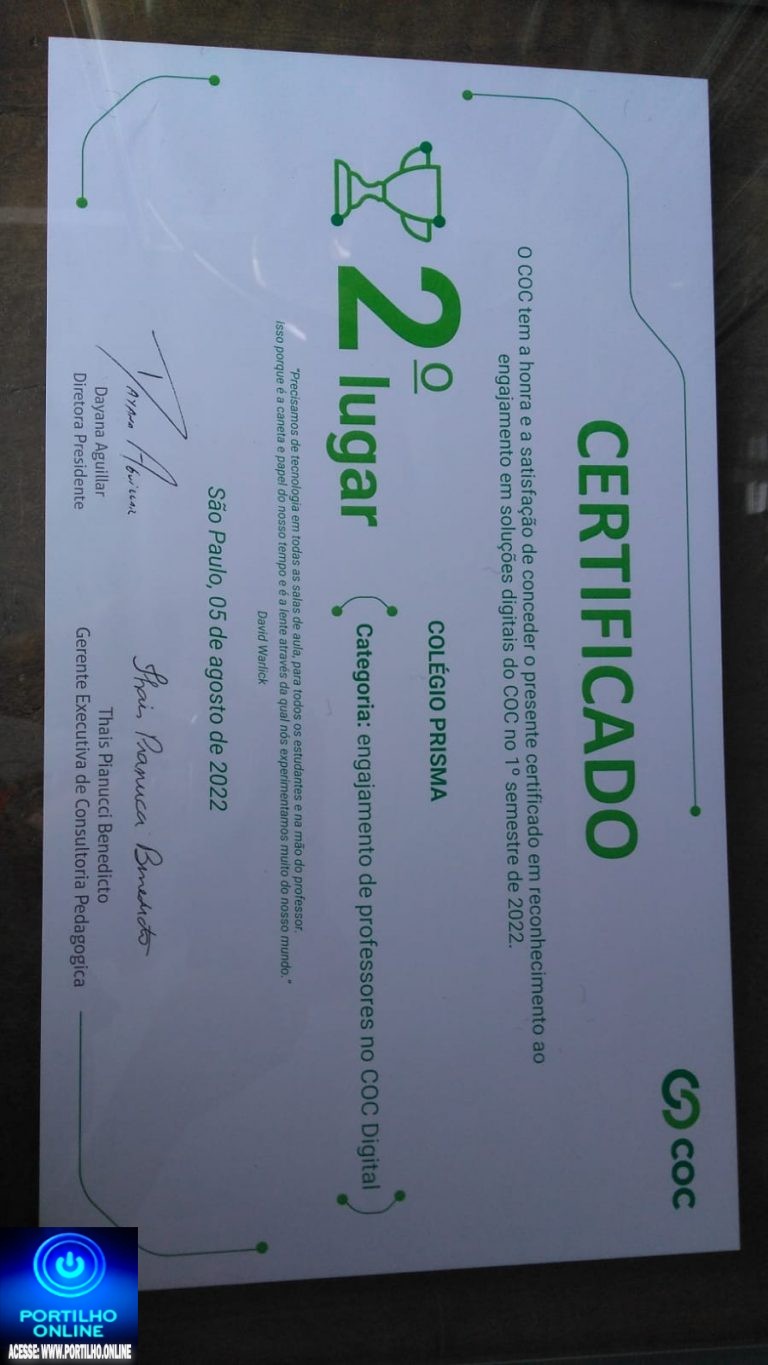 COC
CERTIFICADO
O COC tem a honra e a satisfação de conceder o presente certificado em reconhecimento ao
engajamento em soluções digitais do COC no 1º semestre de 2022.
COLÉGIO PRISMA
2º lugar
Categoria: engajamento de professores no COC Digital
"Precisamos de tecnologia em todas as salas de aula, para todos os estudantes e na mão do professor.
Isso porque é a caneta e papel do nosso tempo e é a lente através da qual nós experimentamos muito do nosso mundo."
David Warlick
São Paulo, 05 de agosto de 2022
Dayana Aguillar
Dayana Aguillar
Diretora Presidente
Thais Pianucci Benedicto
Thais Pianucci Benedicto
Gerente Executiva de Consultoria Pedagogica
PORTILHO
ONLINE
ACESSE: WWW.PORTILHO.ONLINE